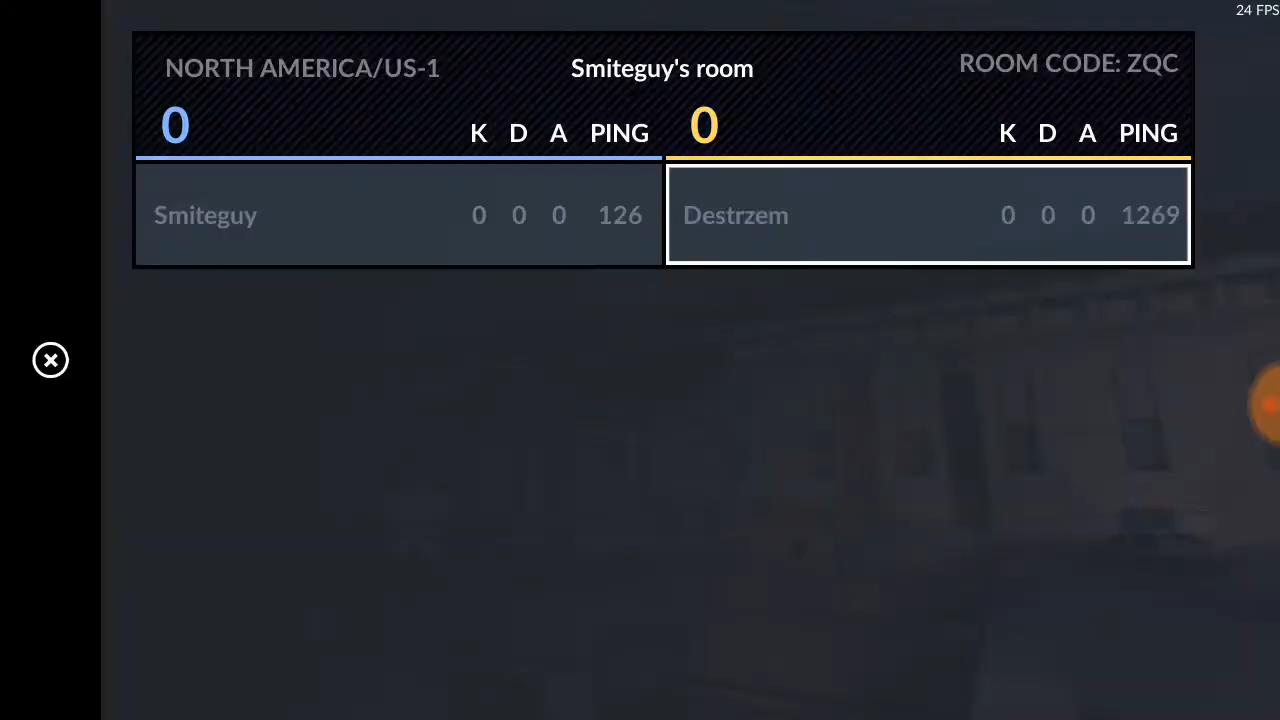 24 FPS
NORTH AMERICA/US-1 Smiteguy's room ROOM CODE: ZQC
0 K D A PING 0 K D A PING
Smiteguy 0 0 0 126 Destrzem 0 0 0 1269